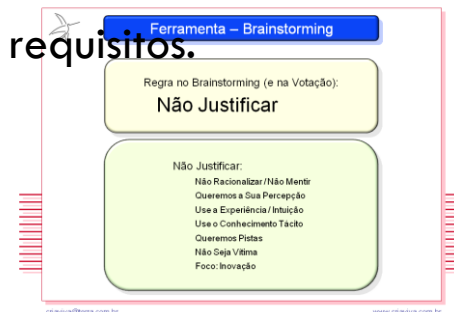 Ferramenta – Brainstorming
requisitos.
Regra no Brainstorming (e na Votação):
Não Justificar
Não Justificar:
Não Racionalizar / Não Mentir
Queremos a Sua Percepção
Use a Experiência / Intuição
Use o Conhecimento Tácito
Queremos Pistas
Não Seja Vítima
Foco: Inovação